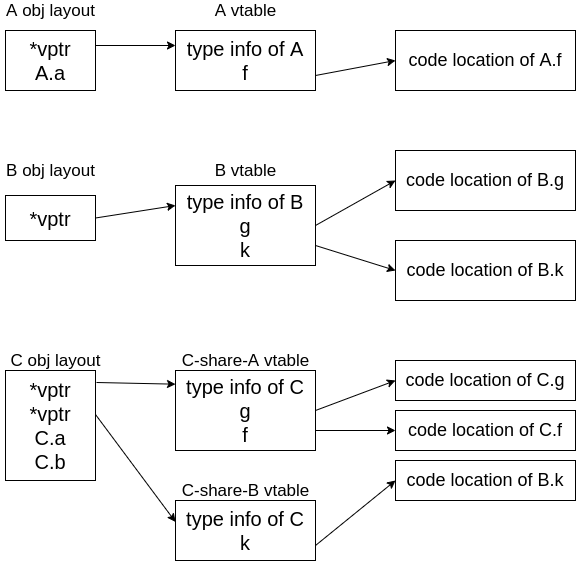 A obj layout
A vtable
*vptr
A.a
type info of A
f
code location of A.f
B obj layout
B vtable
*vptr
type info of B
g
k
code location of B.g
code location of B.k
C obj layout
C-share-A vtable
*vptr
*vptr
C.a
C.b
type info of C
g
f
code location of C.g
code location of C.f
C-share-B vtable
type info of C
k
code location of B.k